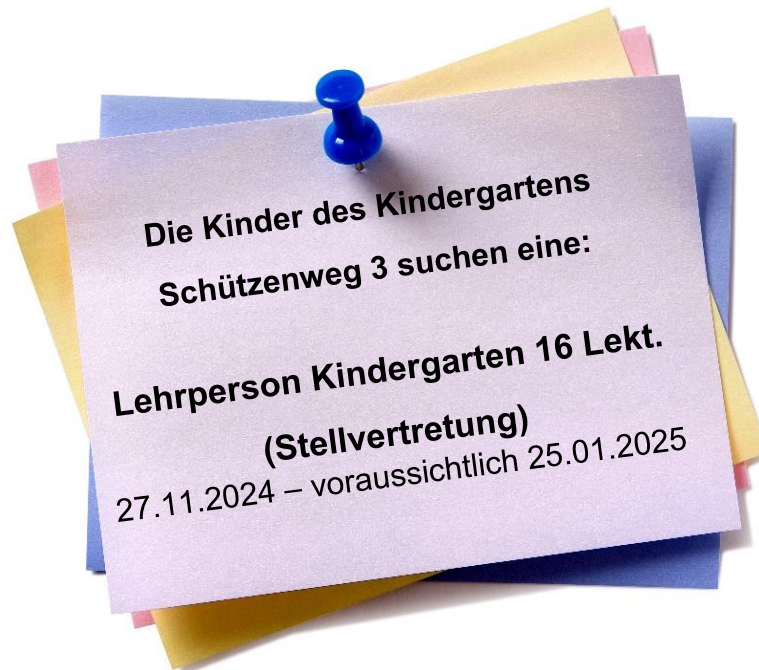 Die Kinder des Kindergartens
Schützenweg 3 suchen eine:
Lehrperson Kindergarten 16 Lekt.
(Stellvertretung)
27.11.2024 – voraussichtlich 25.01.2025